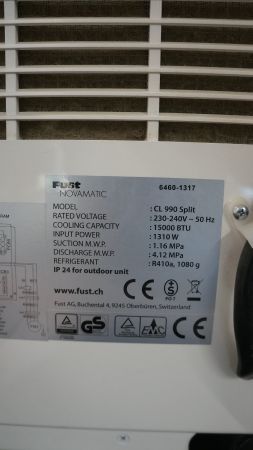 Fust 6460-1317
NOVAMATIC
MODEL : CL 990 Split
RATED VOLTAGE : 230-240V ~ 50 Hz
COOLING CAPACITY : 15000 BTU
INPUT POWER : 1310 W
SUCTION M.W.P. : 1.16 MPa
DISCHARGE M.W.P. : 4.12 MPa
REFRIGERANT : R410a, 1080 g
IP 24 for outdoor unit
www.fust.ch
Fust AG, Buchental 4, 9245 Oberbüren, Switzerland